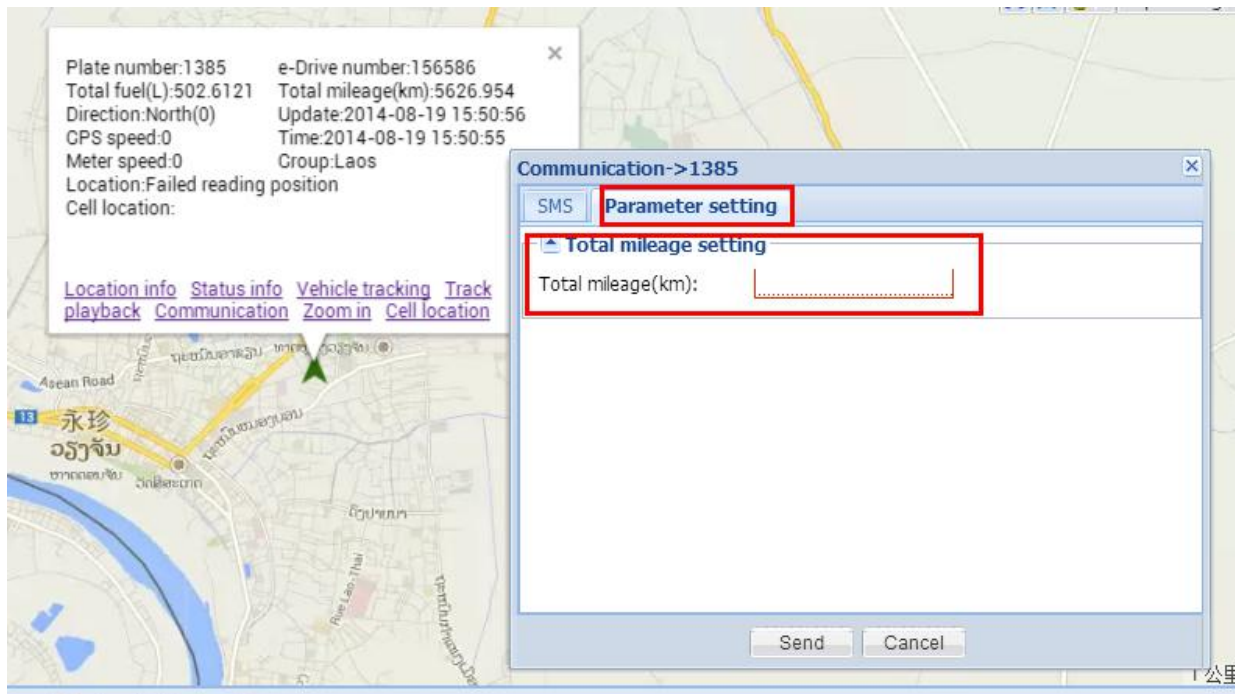 Plate number:1385 e-Drive number:156586
Total fuel(L):502.6121 Total mileage(km):5626.954
Direction:North(0) Update:2014-08-19 15:50:56
GPS speed:0 Time:2014-08-19 15:50:55
Meter speed:0 Group:Laos
Location:Failed reading position
Cell location:
Location info Status info Vehicle tracking Track
playback Communication Zoom in Cell location
Communication->1385
SMS Parameter setting
Total mileage setting
Total mileage(km):
Send Cancel
Asean Road
13
永珍
ວຽງຈັນ
Rue Lao-Thai
1 公里